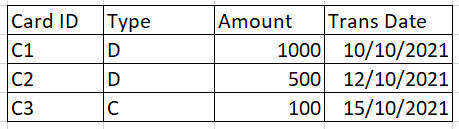 Card ID Type Amount Trans Date
C1 D 1000 10/10/2021
C2 D 500 12/10/2021
C3 C 100 15/10/2021